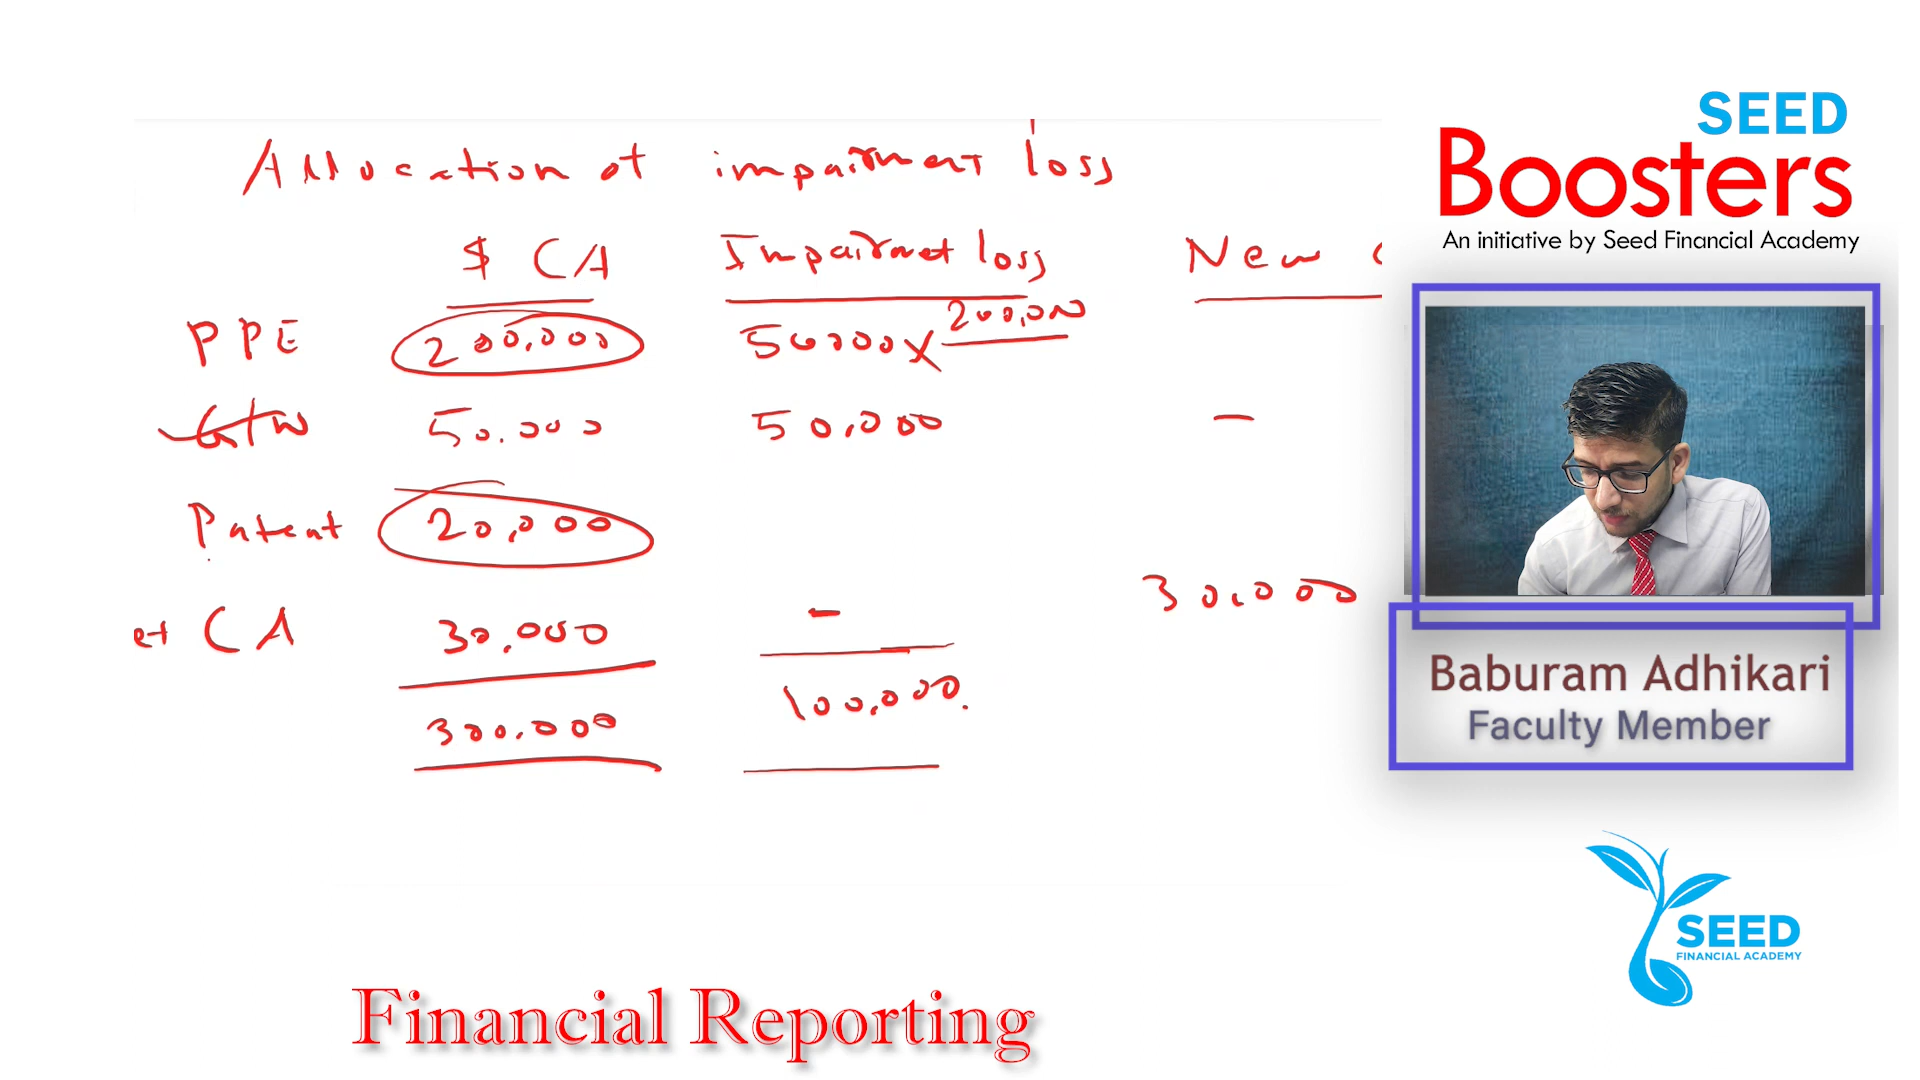 Allocation of impairment loss
$ CA Impairment loss New
PPE 200,000 50000 x 200,000
G/W 50,000 50,000 -
Patent 20,000
et CA 30,000 - 30,000
300,000 100,000.
SEED
Boosters
An initiative by Seed Financial Academy
Baburam Adhikari
Faculty Member
SEED
FINANCIAL ACADEMY
Financial Reporting